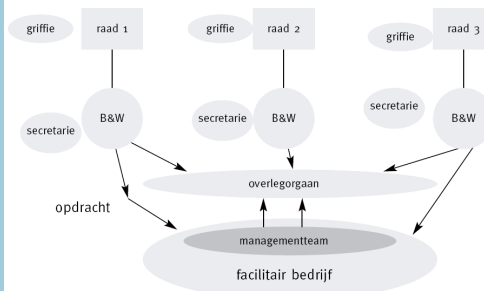 griffie
raad 1
griffie
raad 2
griffie
raad 3
secretarie
B&W
secretarie
B&W
secretarie
B&W
overlegorgaan
opdracht
managementteam
facilitair bedrijf